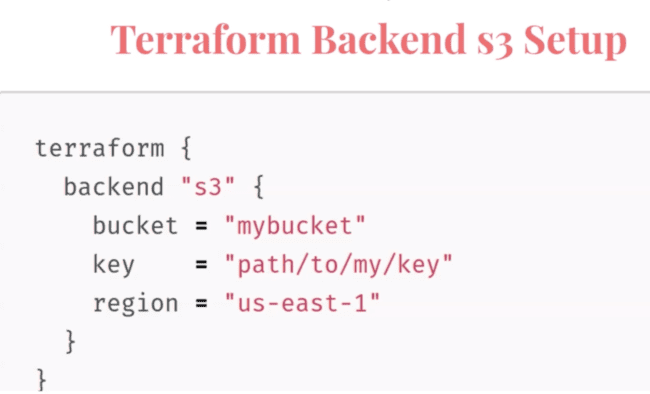 Terraform Backend s3 Setup
terraform {
  backend "s3" {
    bucket = "mybucket"
    key    = "path/to/my/key"
    region = "us-east-1"
  }
}